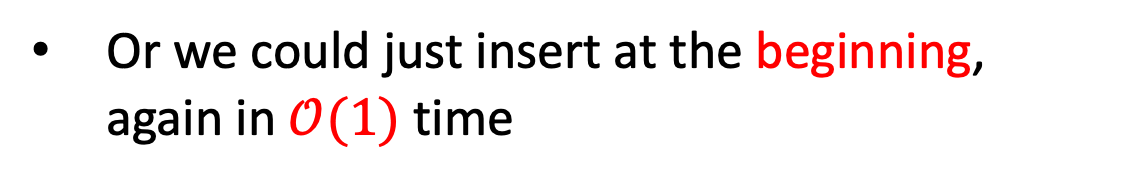 • Or we could just insert at the beginning,
again in 𝒪(1) time